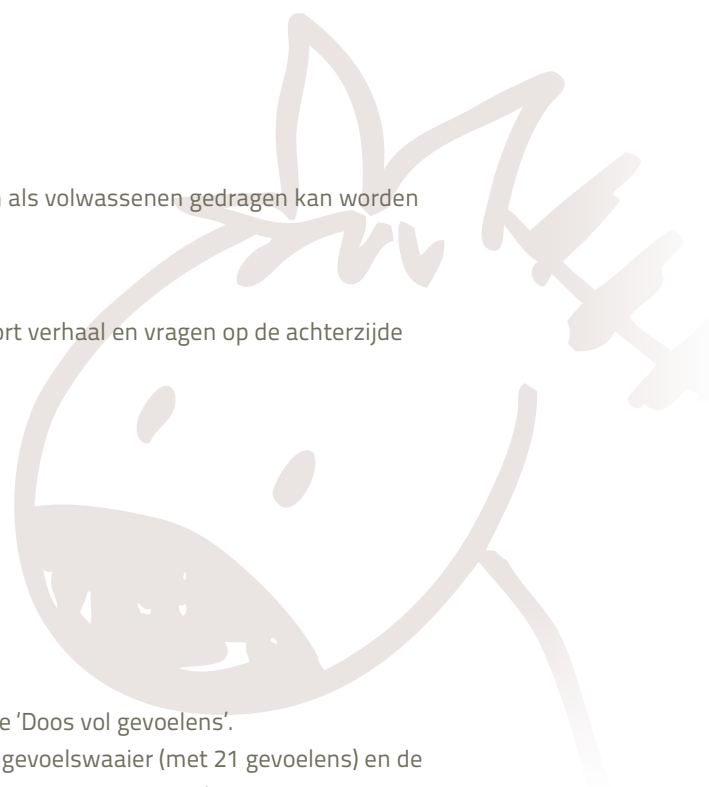 als volwassenen gedragen kan worden
ort verhaal en vragen op de achterzijde
e ‘Doos vol gevoelens’.
gevoelswaaier (met 21 gevoelens) en de